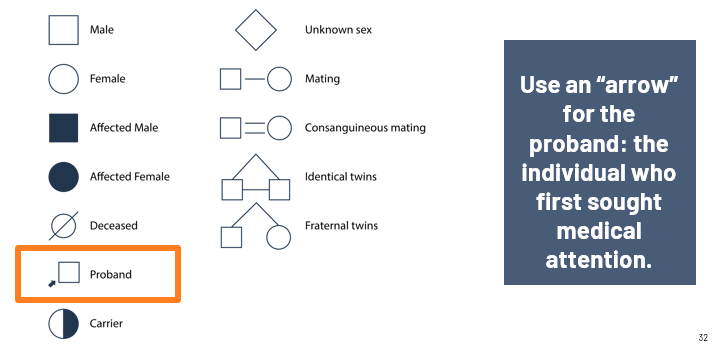 Male
Female
Affected Male
Affected Female
Deceased
Proband
Carrier
Unknown sex
Mating
Consanguineous mating
Identical twins
Fraternal twins
Use an “arrow”
for the
proband: the
individual who
first sought
medical
attention.
32